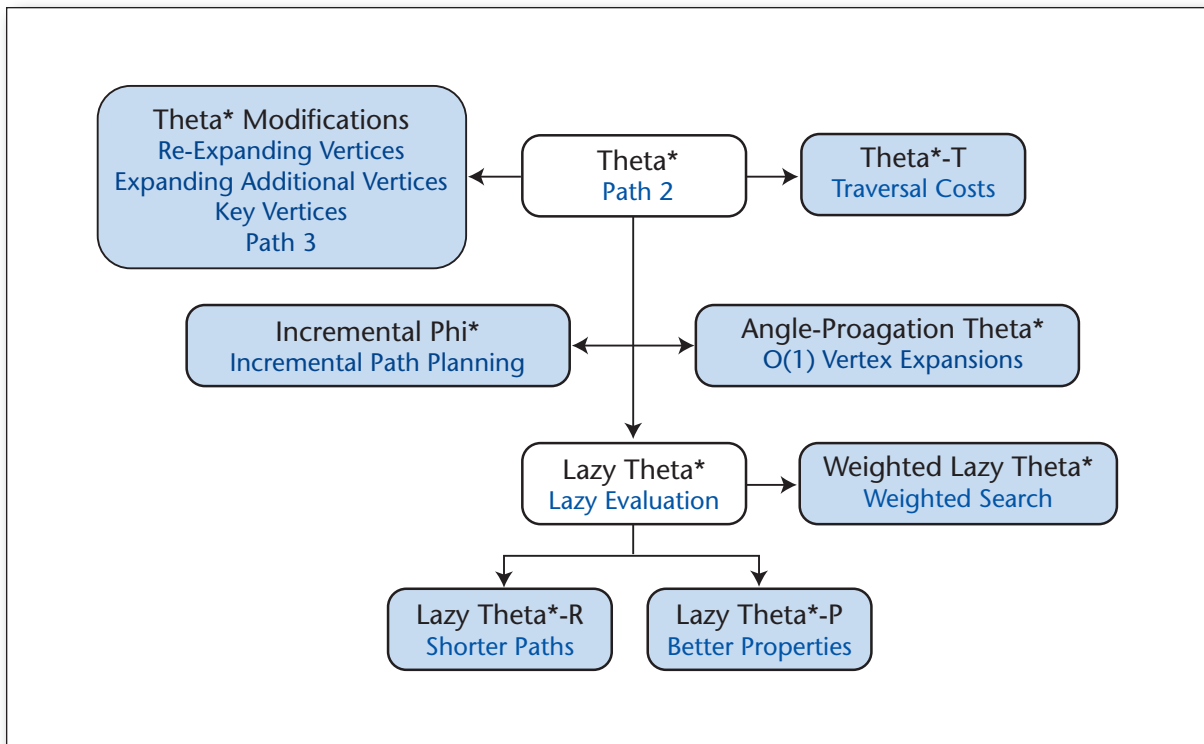 Theta* Modifications
Re-Expanding Vertices
Expanding Additional Vertices
Key Vertices
Path 3
Theta*
Path 2
Theta*-T
Traversal Costs
Incremental Phi*
Incremental Path Planning
Angle-Proagation Theta*
O(1) Vertex Expansions
Lazy Theta*
Lazy Evaluation
Weighted Lazy Theta*
Weighted Search
Lazy Theta*-R
Shorter Paths
Lazy Theta*-P
Better Properties